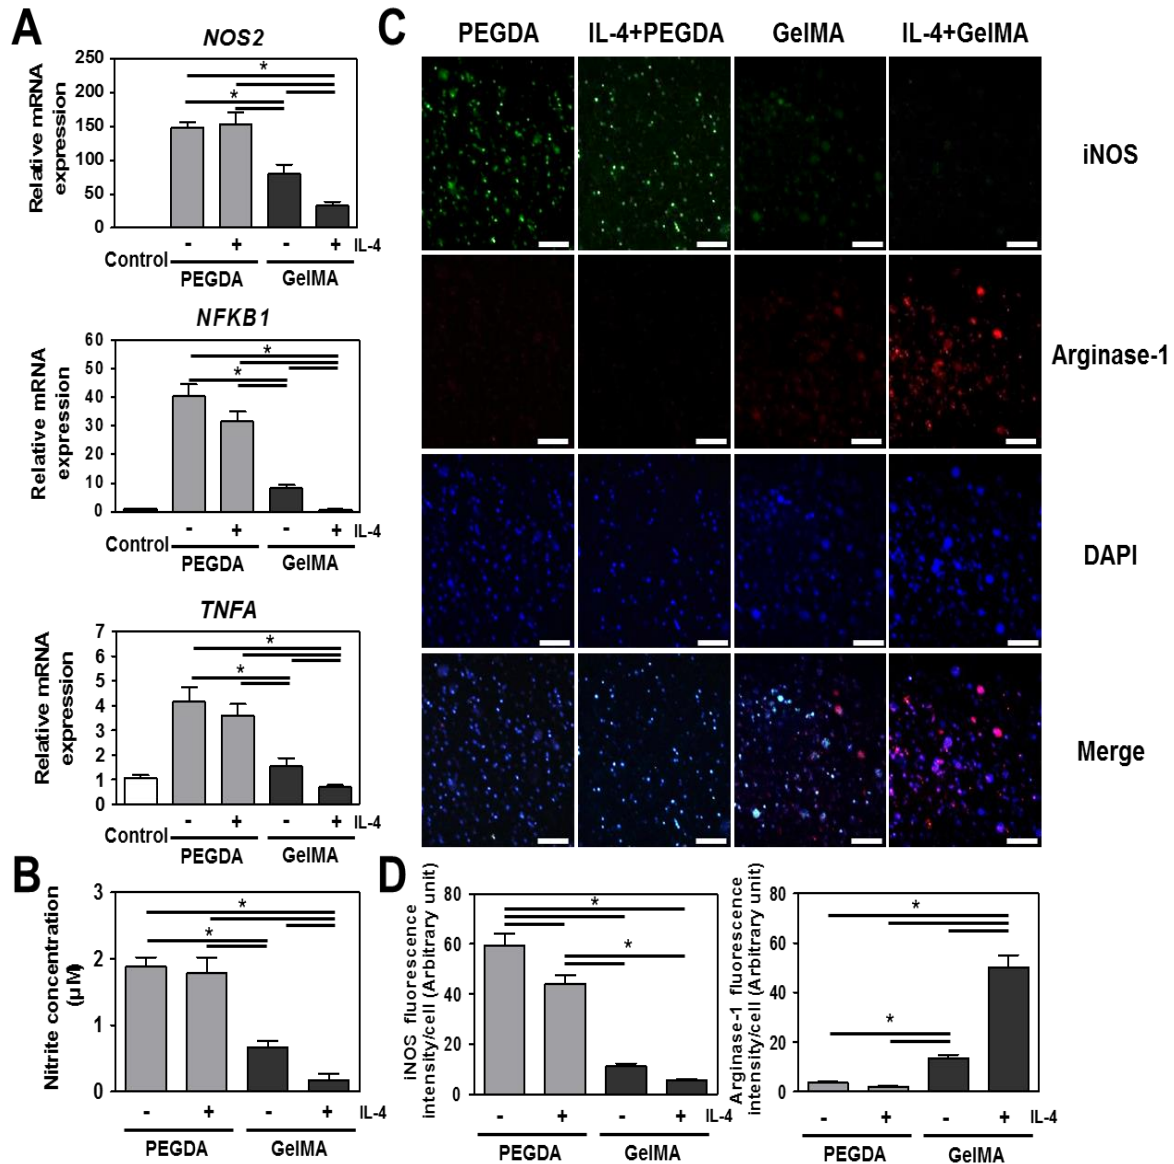 A
NOS2
Relative mRNA
expression
250
200
150
100
50
0
*
*
- + - + IL-4
Control
PEGDA GelMA
NFKB1
Relative mRNA
expression
60
50
40
30
20
10
0
*
*
- + - + IL-4
Control
PEGDA GelMA
TNFA
Relative mRNA
expression
7
6
5
4
3
2
1
0
*
*
- + - + IL-4
Control
PEGDA GelMA
B
Nitrite concentration
(µM)
3
2
1
0
*
*
- + - + IL-4
PEGDA GelMA
C
PEGDA IL-4+PEGDA GelMA IL-4+GelMA
iNOS
Arginase-1
DAPI
Merge
D
iNOS fluorescence
intensity/cell (Arbitrary unit)
80
60
40
20
0
*
*
- + - + IL-4
PEGDA GelMA
Arginase-1 fluorescence
intensity/cell (Arbitrary unit)
80
60
40
20
0
*
*
- + - + IL-4
PEGDA GelMA